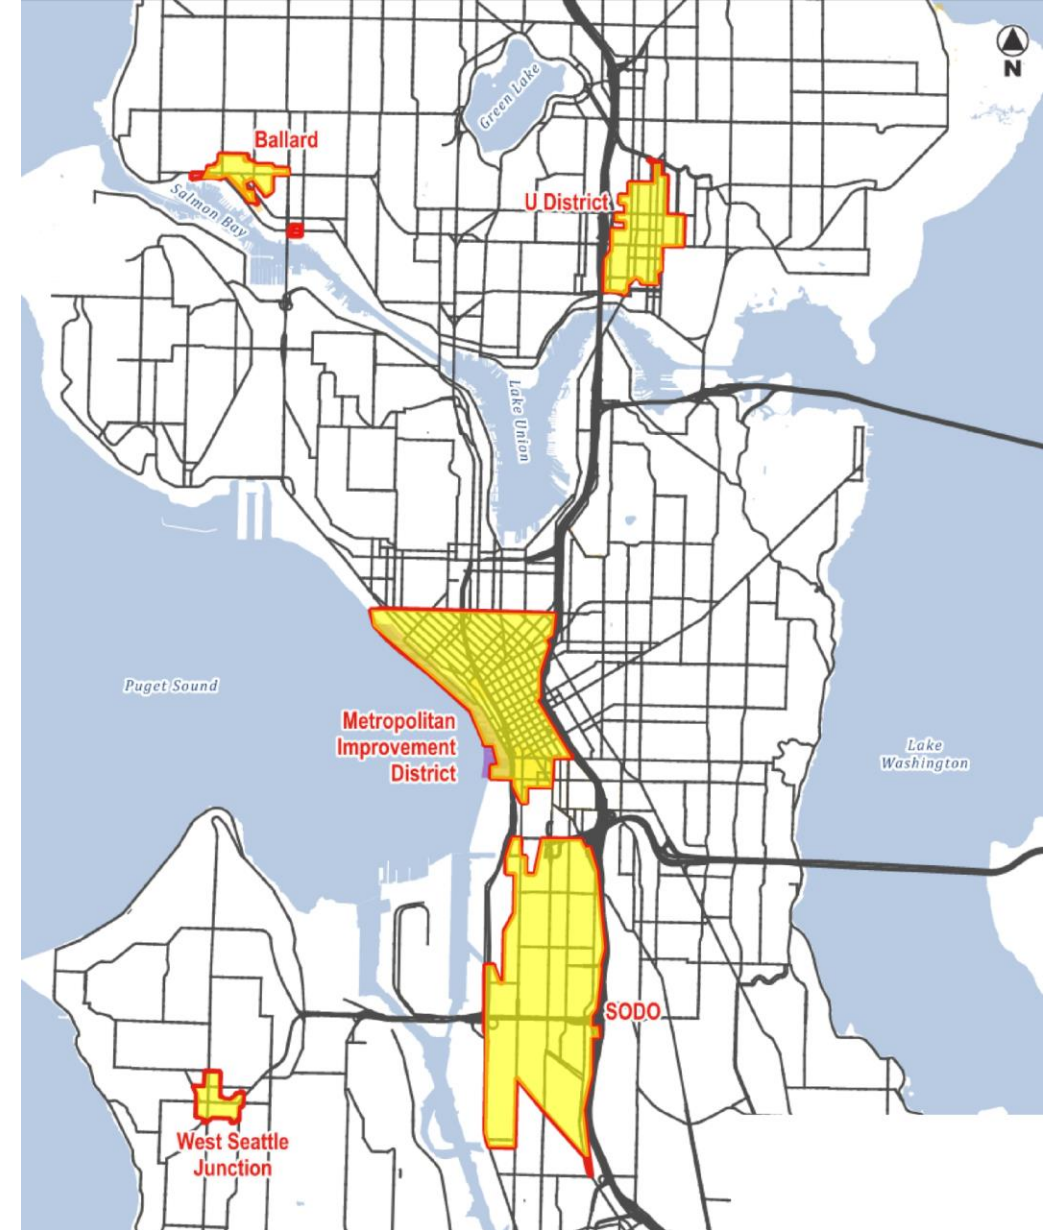 N
Green Lake
Ballard
Salmon Bay
U District
Lake Union
Puget Sound
Metropolitan
Improvement
District
Lake
Washington
SODO
West Seattle
Junction